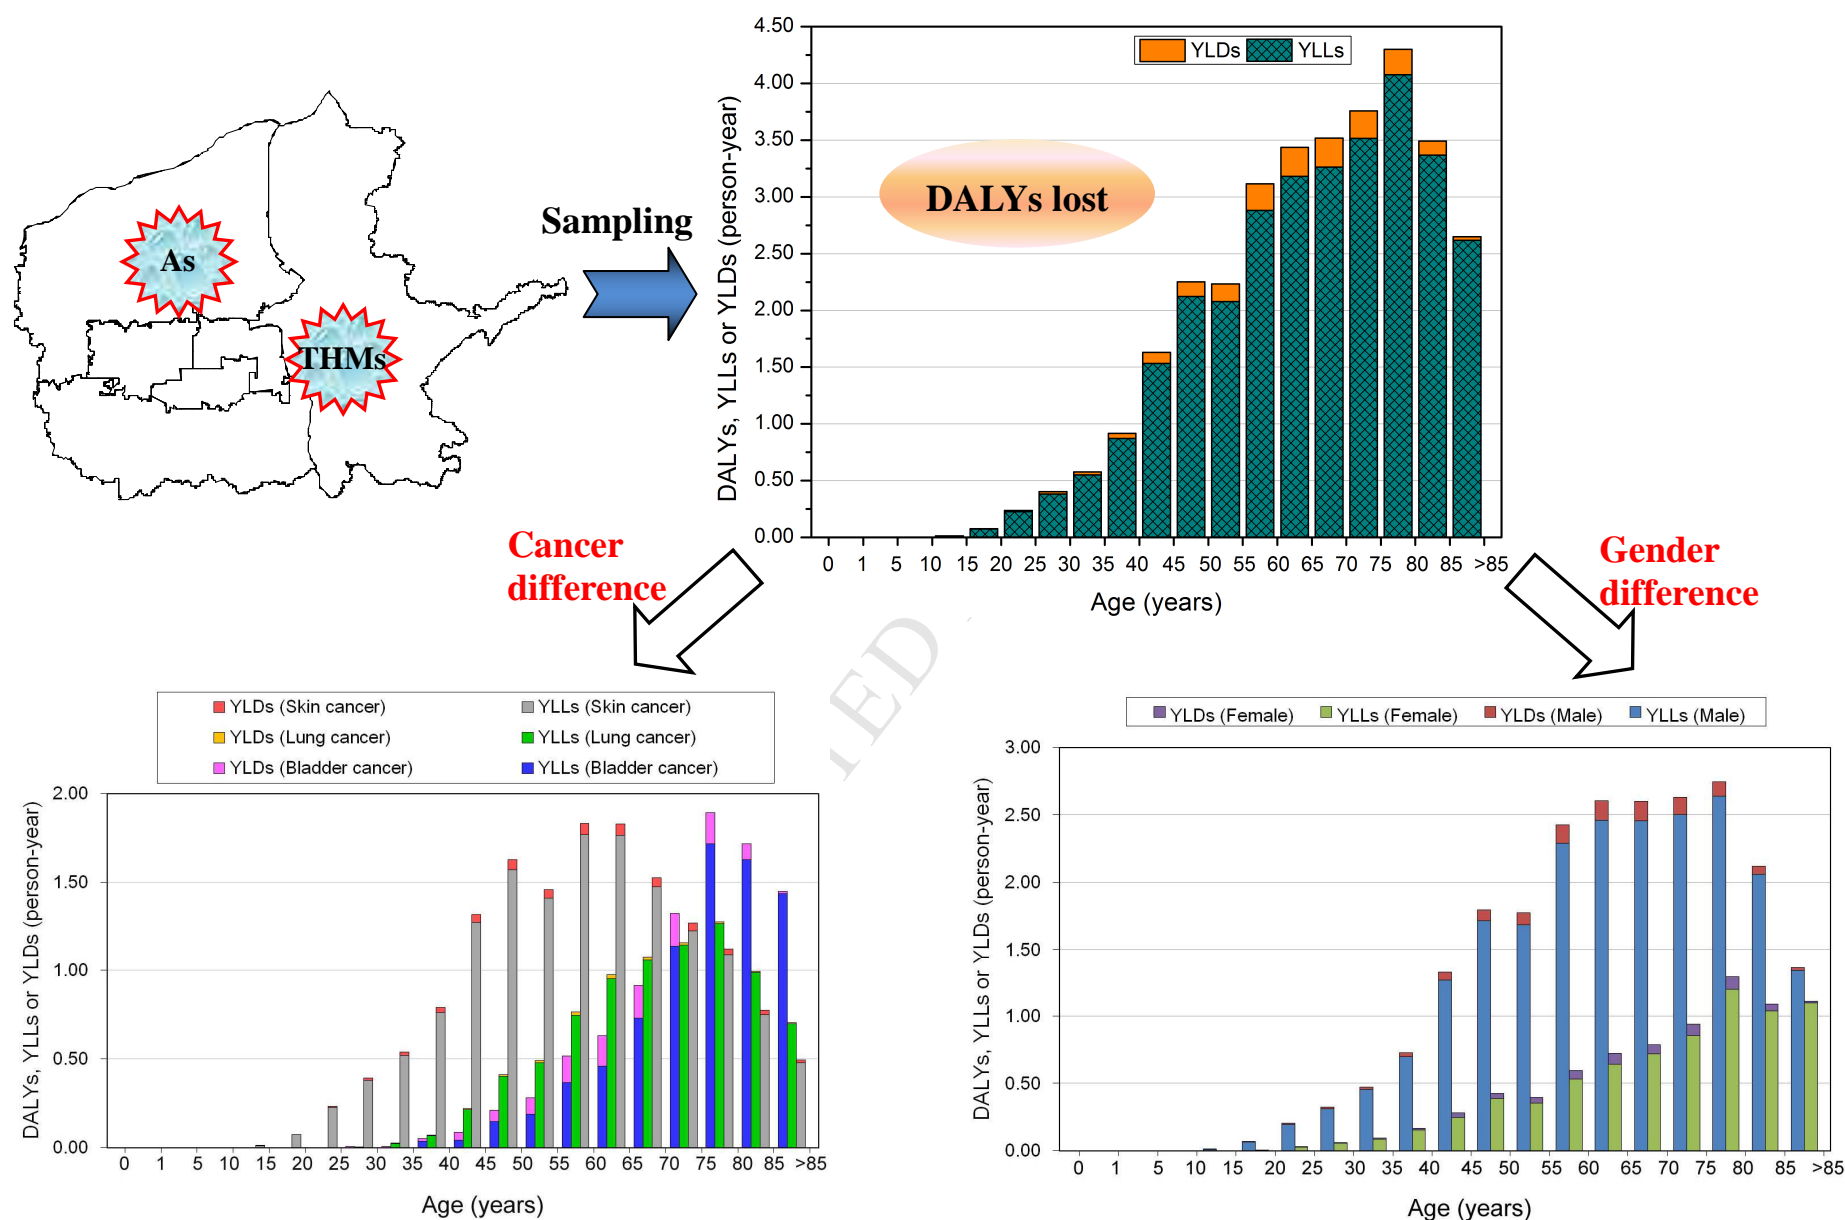 As
THMs
Sampling
4.50
4.00
3.50
3.00
2.50
2.00
1.50
1.00
0.50
0.00
DALYs, YLLs or YLDs (person-year)
YLDs YLLs
DALYs lost
0 1 5 10 15 20 25 30 35 40 45 50 55 60 65 70 75 80 85 >85
Age (years)
Cancer
difference
Gender
difference
YLDs (Skin cancer) YLLs (Skin cancer)
YLDs (Lung cancer) YLLs (Lung cancer)
YLDs (Bladder cancer) YLLs (Bladder cancer)
2.00
1.50
1.00
0.50
0.00
DALYs, YLLs or YLDs (person-year)
0 1 5 10 15 20 25 30 35 40 45 50 55 60 65 70 75 80 85 >85
Age (years)
YLDs (Female) YLLs (Female) YLDs (Male) YLLs (Male)
3.00
2.50
2.00
1.50
1.00
0.50
0.00
DALYs, YLLs or YLDs (person-year)
0 1 5 10 15 20 25 30 35 40 45 50 55 60 65 70 75 80 85 >85
Age (years)